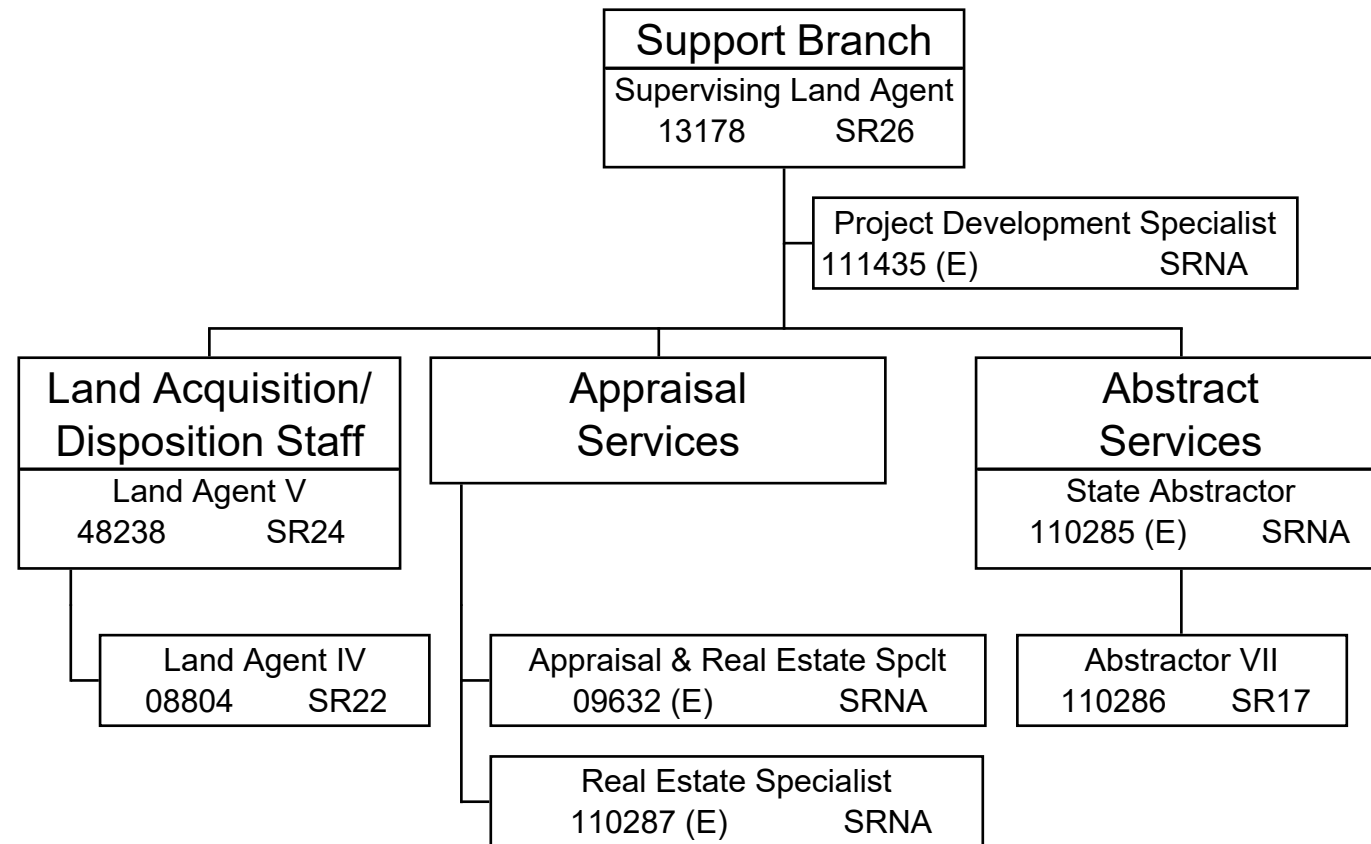 Support Branch
Supervising Land Agent
13178 SR26
Project Development Specialist
111435 (E) SRNA
Land Acquisition/
Disposition Staff
Land Agent V
48238 SR24
Land Agent IV
08804 SR22
Appraisal
Services
Appraisal & Real Estate Spclt
09632 (E) SRNA
Real Estate Specialist
110287 (E) SRNA
Abstract
Services
State Abstractor
110285 (E) SRNA
Abstractor VII
110286 SR17